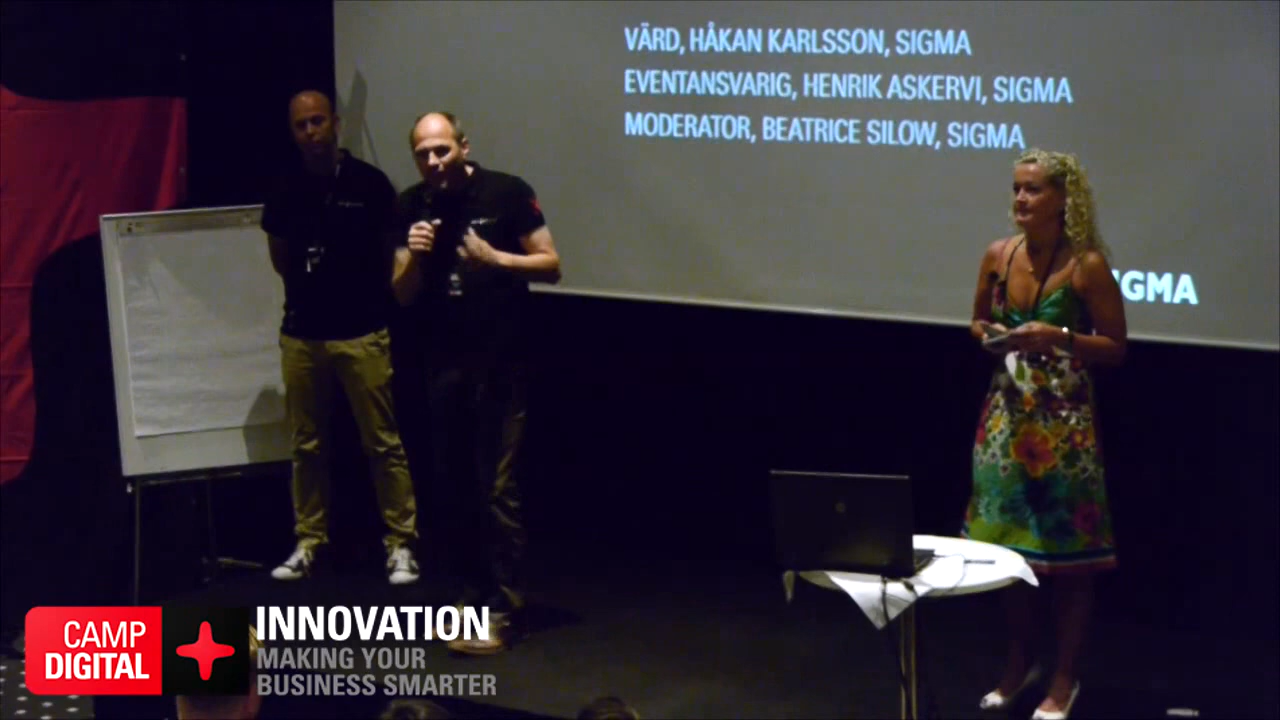 VÄRD, HÅKAN KARLSSON, SIGMA
EVENTANSVARIG, HENRIK ASKERVI, SIGMA
MODERATOR, BEATRICE SILOW, SIGMA
IGMA
CAMP
DIGITAL
INNOVATION
MAKING YOUR
BUSINESS SMARTER